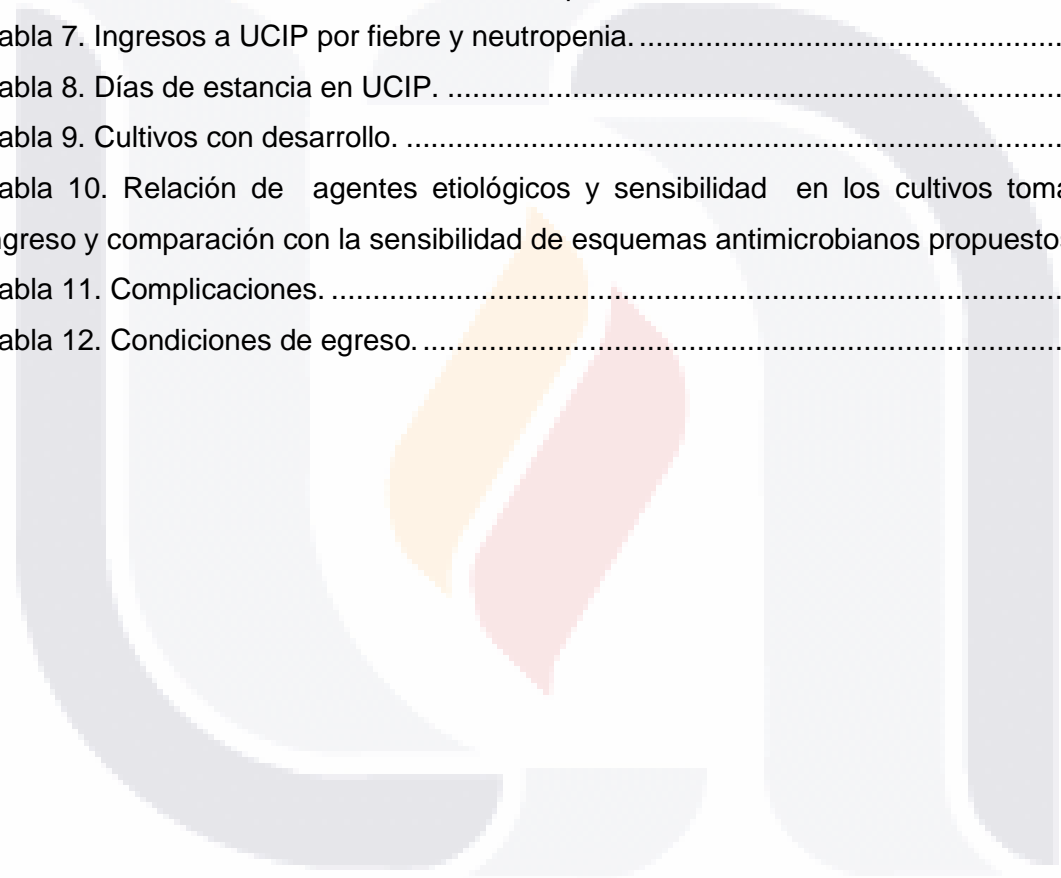 abla 7. Ingresos a UCIP por fiebre y neutropenia. ..........................................................
abla 8. Días de estancia en UCIP. ..........................................................................
abla 9. Cultivos con desarrollo. ...............................................................................
abla 10. Relación de agentes etiológicos y sensibilidad en los cultivos toma
ngreso y comparación con la sensibilidad de esquemas antimicrobianos propuesto
abla 11. Complicaciones. .......................................................................................
abla 12. Condiciones de egreso. .............................................................................